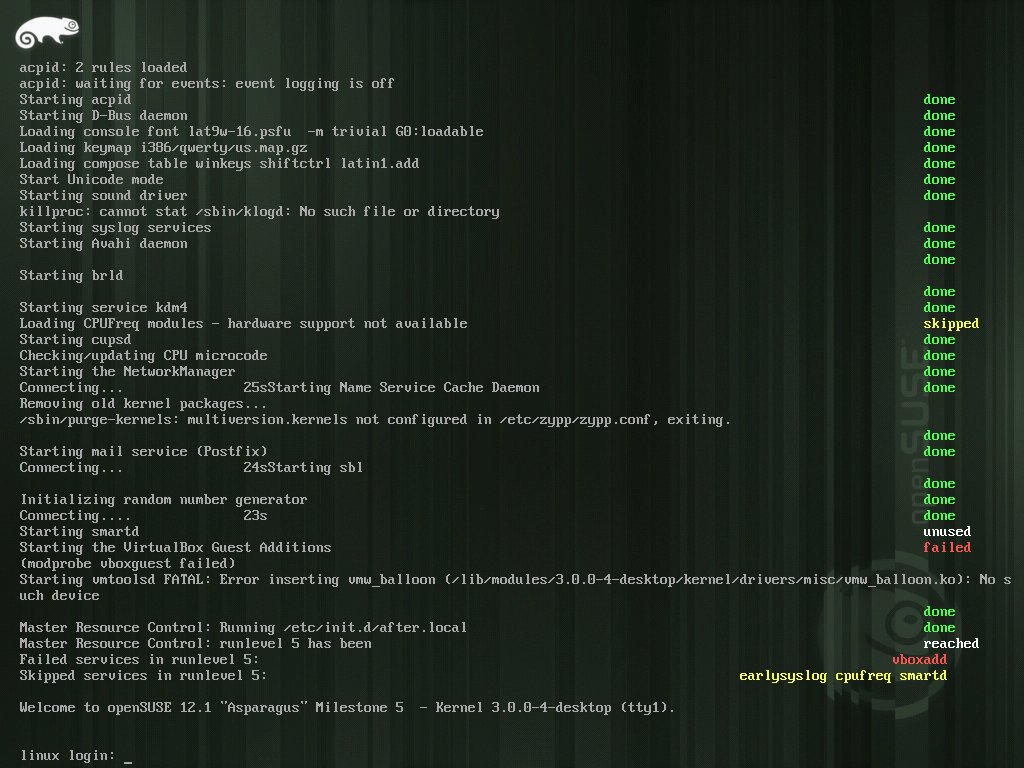 acpid: 2 rules loaded
acpid: waiting for events: event logging is off
Starting acpid done
Starting D-Bus daemon done
Loading console font lat9w-16.psfu  -m trivial G0:loadable done
Loading keymap i386/qwerty/us.map.gz done
Loading compose table winkeys shiftctrl latin1.add done
Start Unicode mode done
Starting sound driver done
killproc: cannot stat /sbin/klogd: No such file or directory
Starting syslog services done
Starting Avahi daemon done
done
Starting brld
done
Starting service kdm4 done
Loading CPUFreq modules - hardware support not available skipped
Starting cupsd done
Checking/updating CPU microcode done
Starting the NetworkManager done
Connecting... 25sStarting Name Service Cache Daemon done
Removing old kernel packages...
/sbin/purge-kernels: multiversion.kernels not configured in /etc/zypp/zypp.conf, exiting.
done
Starting mail service (Postfix) done
Connecting... 24sStarting sbl
done
Initializing random number generator done
Connecting.... 23s done
Starting smartd unused
Starting the VirtualBox Guest Additions failed
(modprobe vboxguest failed)
Starting vmtoolsd FATAL: Error inserting vmw_balloon (/lib/modules/3.0.0-4-desktop/kernel/drivers/misc/vmw_balloon.ko): No s
uch device
done
Master Resource Control: Running /etc/init.d/after.local done
Master Resource Control: runlevel 5 has been reached
Failed services in runlevel 5: vboxadd
Skipped services in runlevel 5: earlysyslog cpufreq smartd
Welcome to openSUSE 12.1 "Asparagus" Milestone 5  - Kernel 3.0.0-4-desktop (tty1).
linux login: _
openSUSE